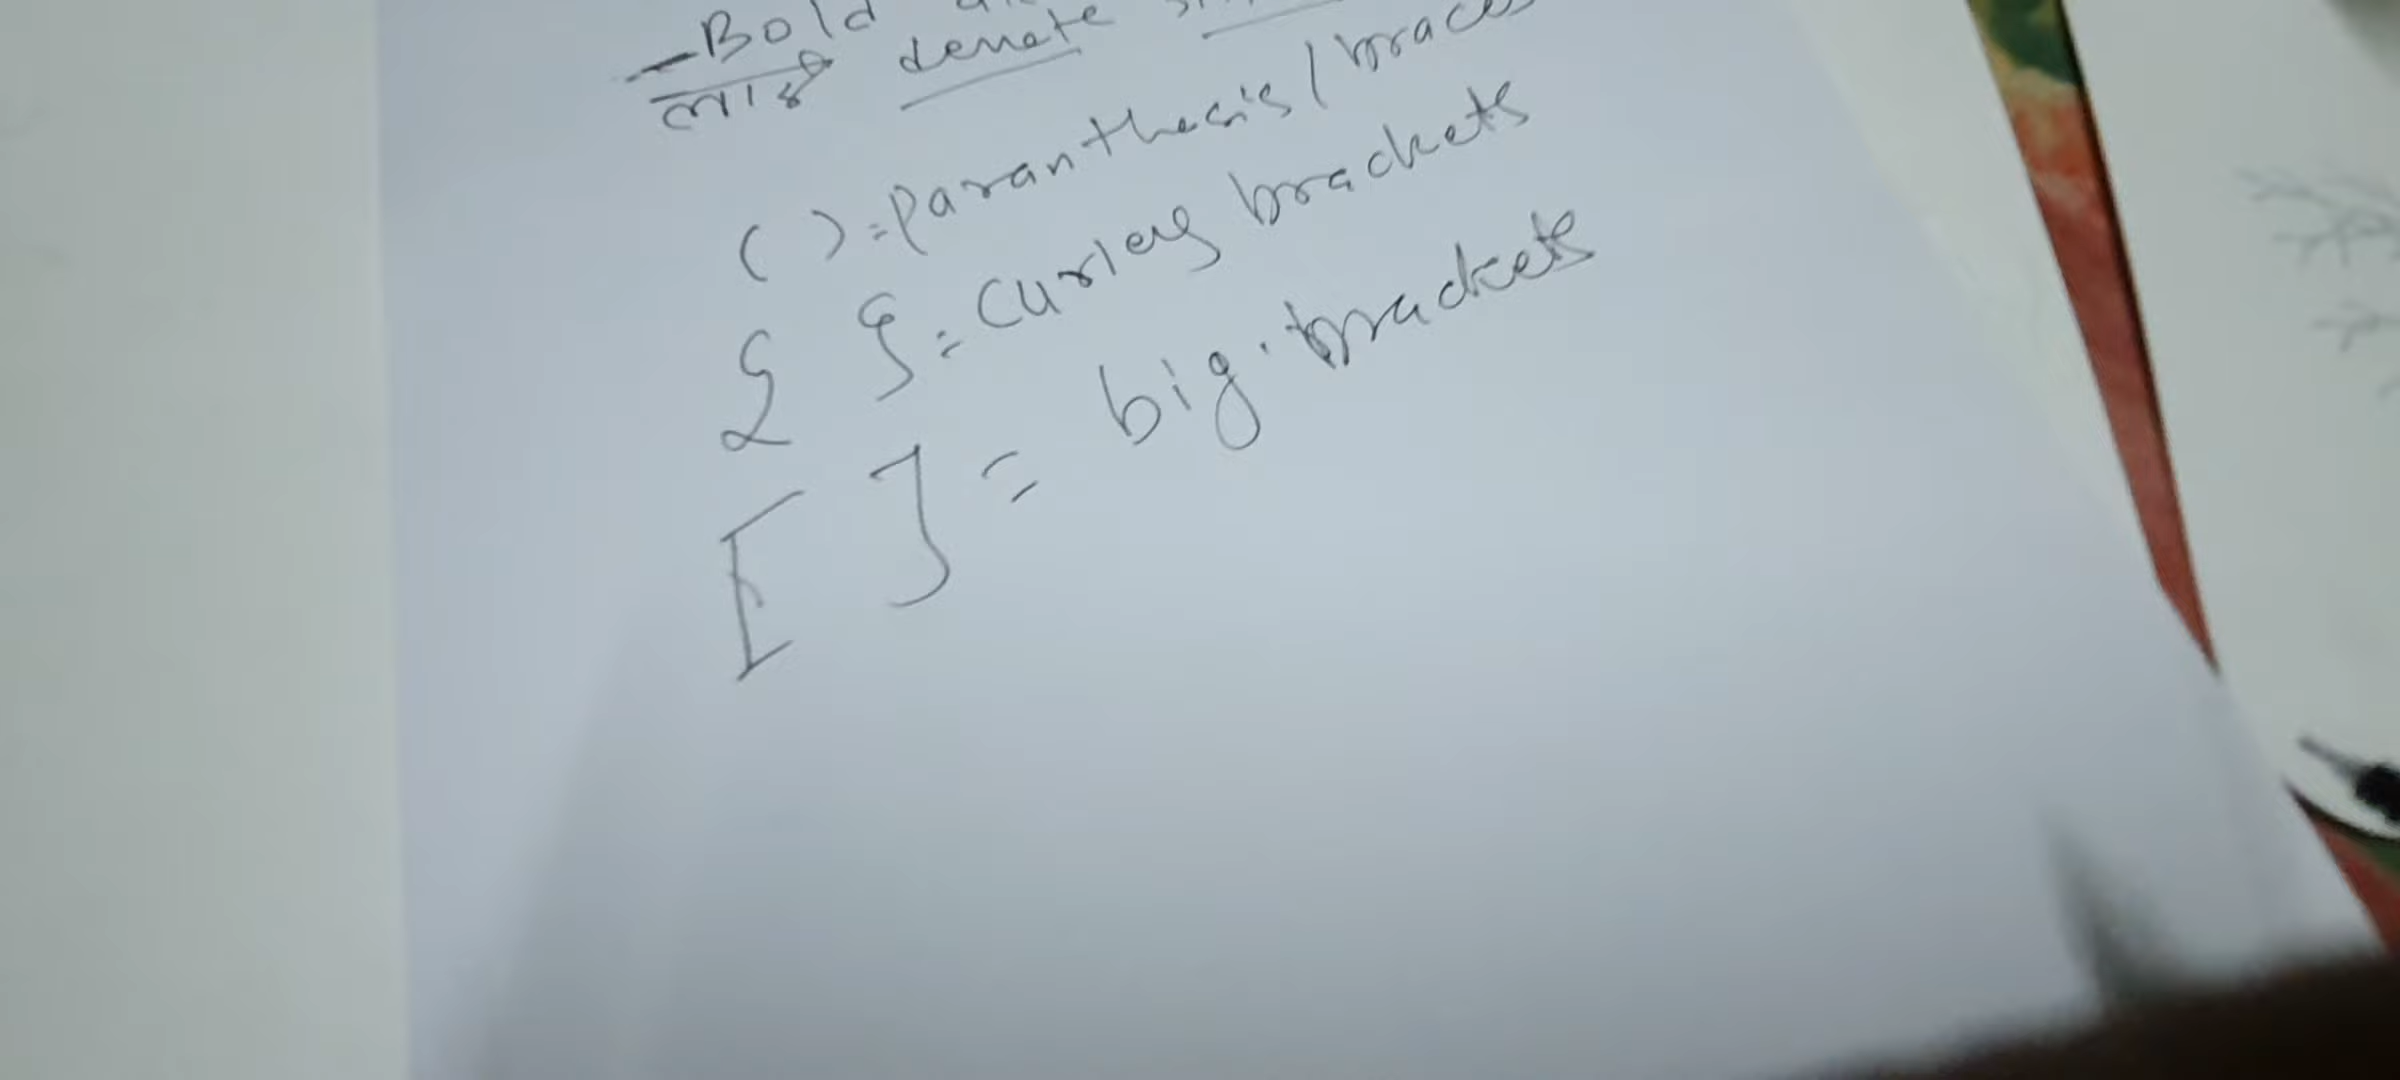 -Bold
लाई denote
( ) = Paranthesis / braces
{ } = Curley brackets
[ ] = big brackets